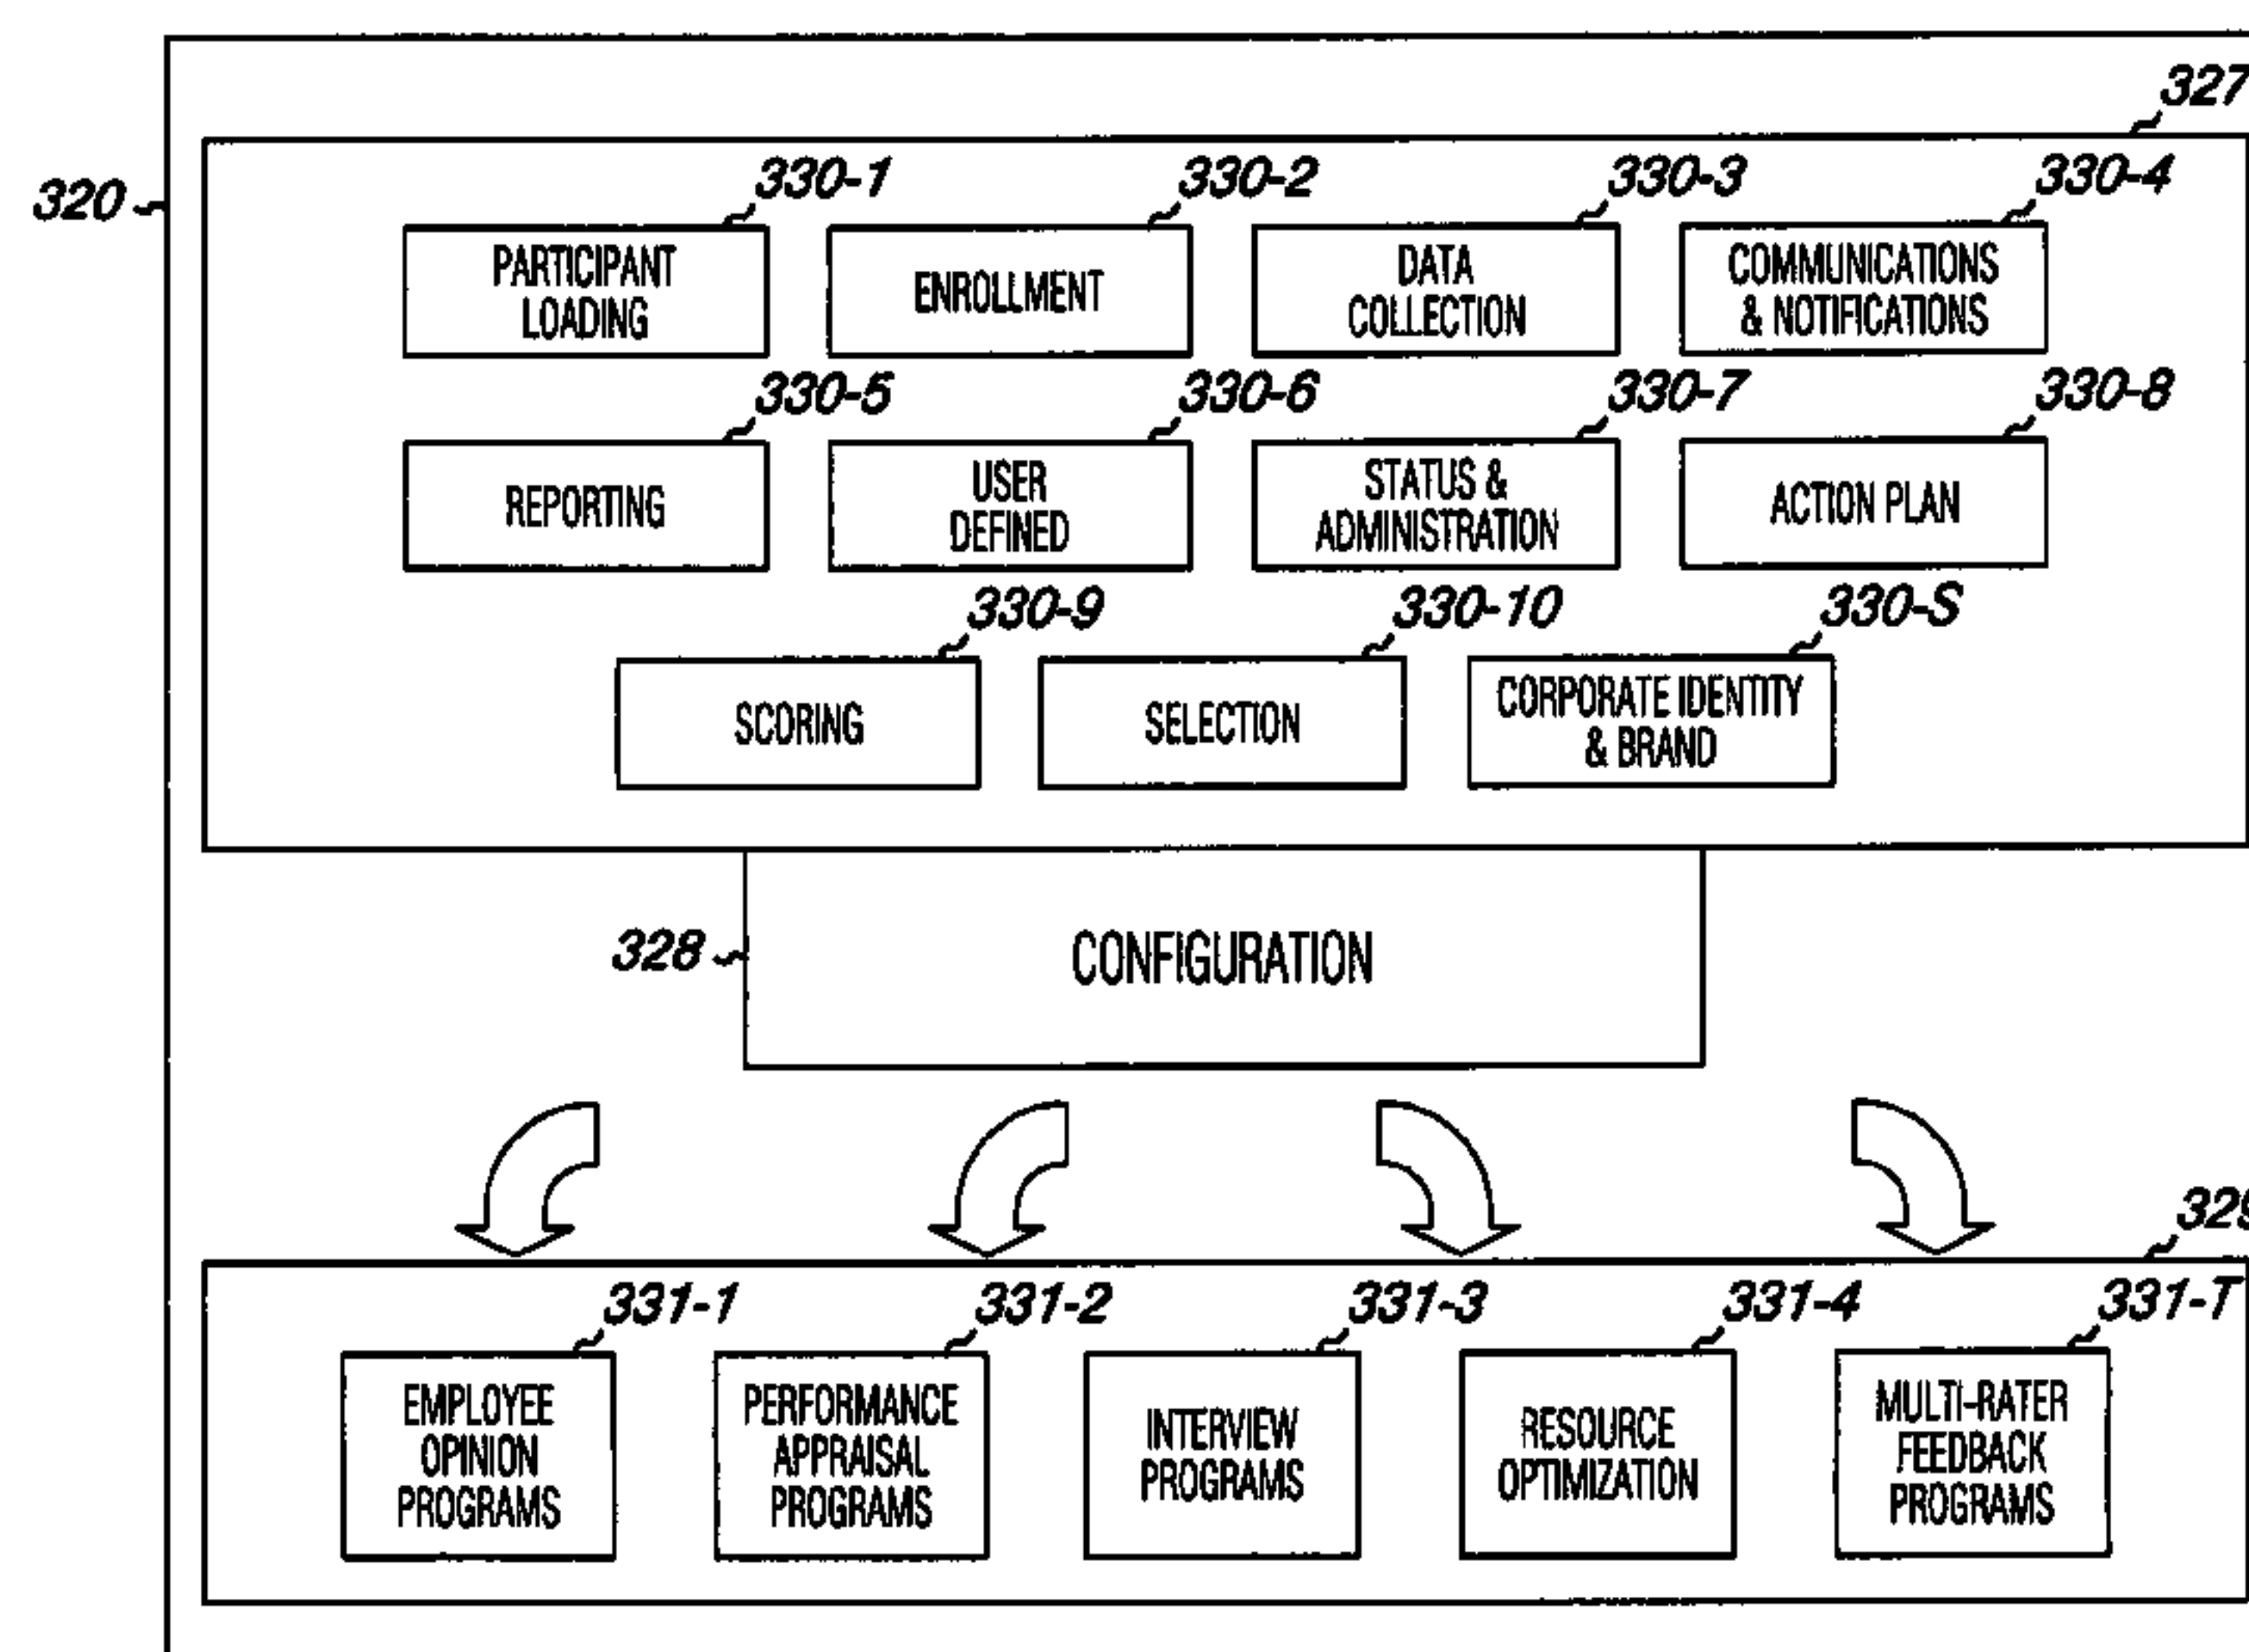 327
320
330-1
330-2
330-3
330-4
PARTICIPANT
LOADING
ENROLLMENT
DATA
COLLECTION
COMMUNICATIONS
& NOTIFICATIONS
330-5
330-6
330-7
330-8
REPORTING
USER
DEFINED
STATUS &
ADMINISTRATION
ACTION PLAN
330-9
330-10
330-S
SCORING
SELECTION
CORPORATE IDENTITY
& BRAND
328
CONFIGURATION
329
331-1
331-2
331-3
331-4
331-T
EMPLOYEE
OPINION
PROGRAMS
PERFORMANCE
APPRAISAL
PROGRAMS
INTERVIEW
PROGRAMS
RESOURCE
OPTIMIZATION
MULTI-RATER
FEEDBACK
PROGRAMS